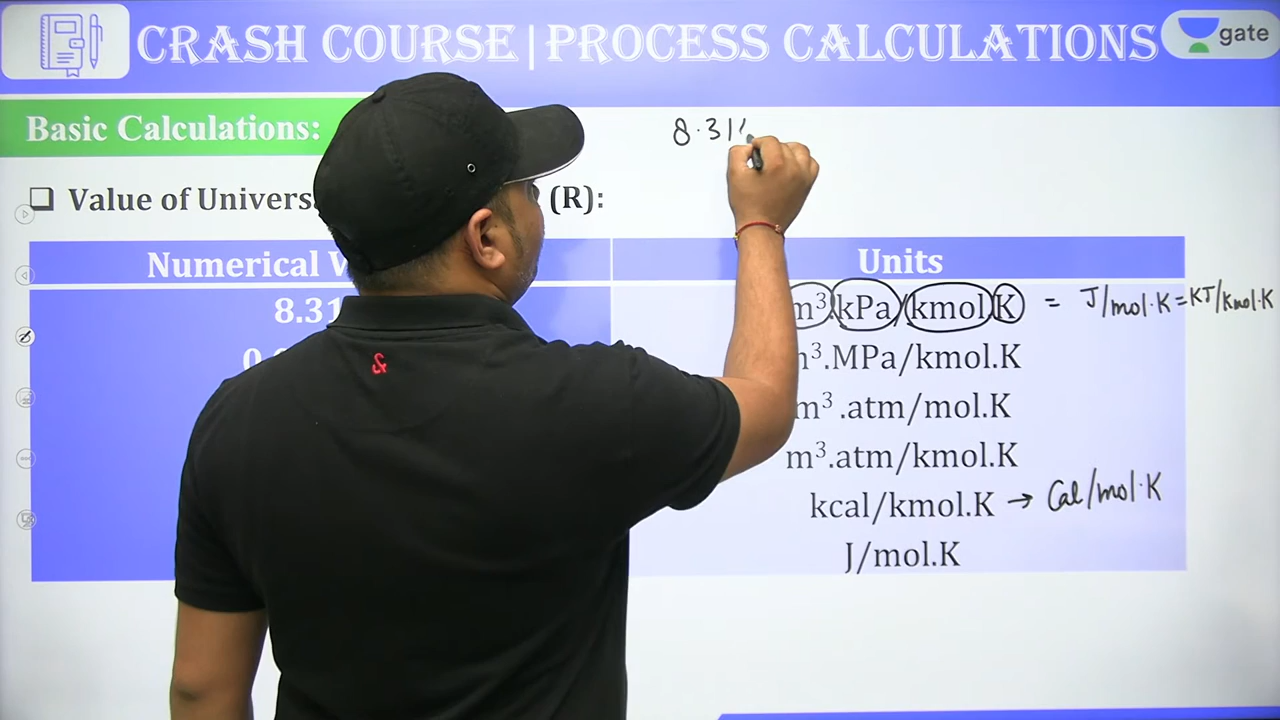 CRASH COURSE | PROCESS CALCULATIONS
gate
Basic Calculations:
8.31
Value of (R):
Numerical Units
8.31 m³.kPa/kmol.K = J/mol.K = KJ/kmol.K
m³.MPa/kmol.K
m³.atm/mol.K
m³.atm/kmol.K
kcal/kmol.K → Cal/mol.K
J/mol.K